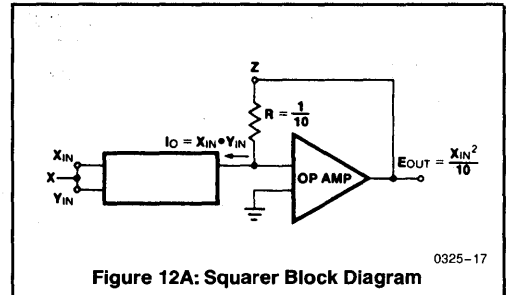 Z
R = 1/10
I_O = X_IN•Y_IN
X_IN
X
Y_IN
OP AMP
E_OUT = X_IN²/10
0325–17
Figure 12A: Squarer Block Diagram